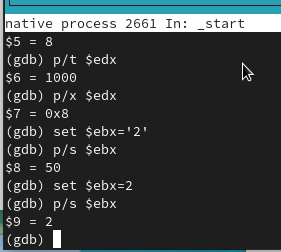 native process 2661 In: _start
$5 = 8
(gdb) p/t $edx
$6 = 1000
(gdb) p/x $edx
$7 = 0x8
(gdb) set $ebx='2'
(gdb) p/s $ebx
$8 = 50
(gdb) set $ebx=2
(gdb) p/s $ebx
$9 = 2
(gdb)